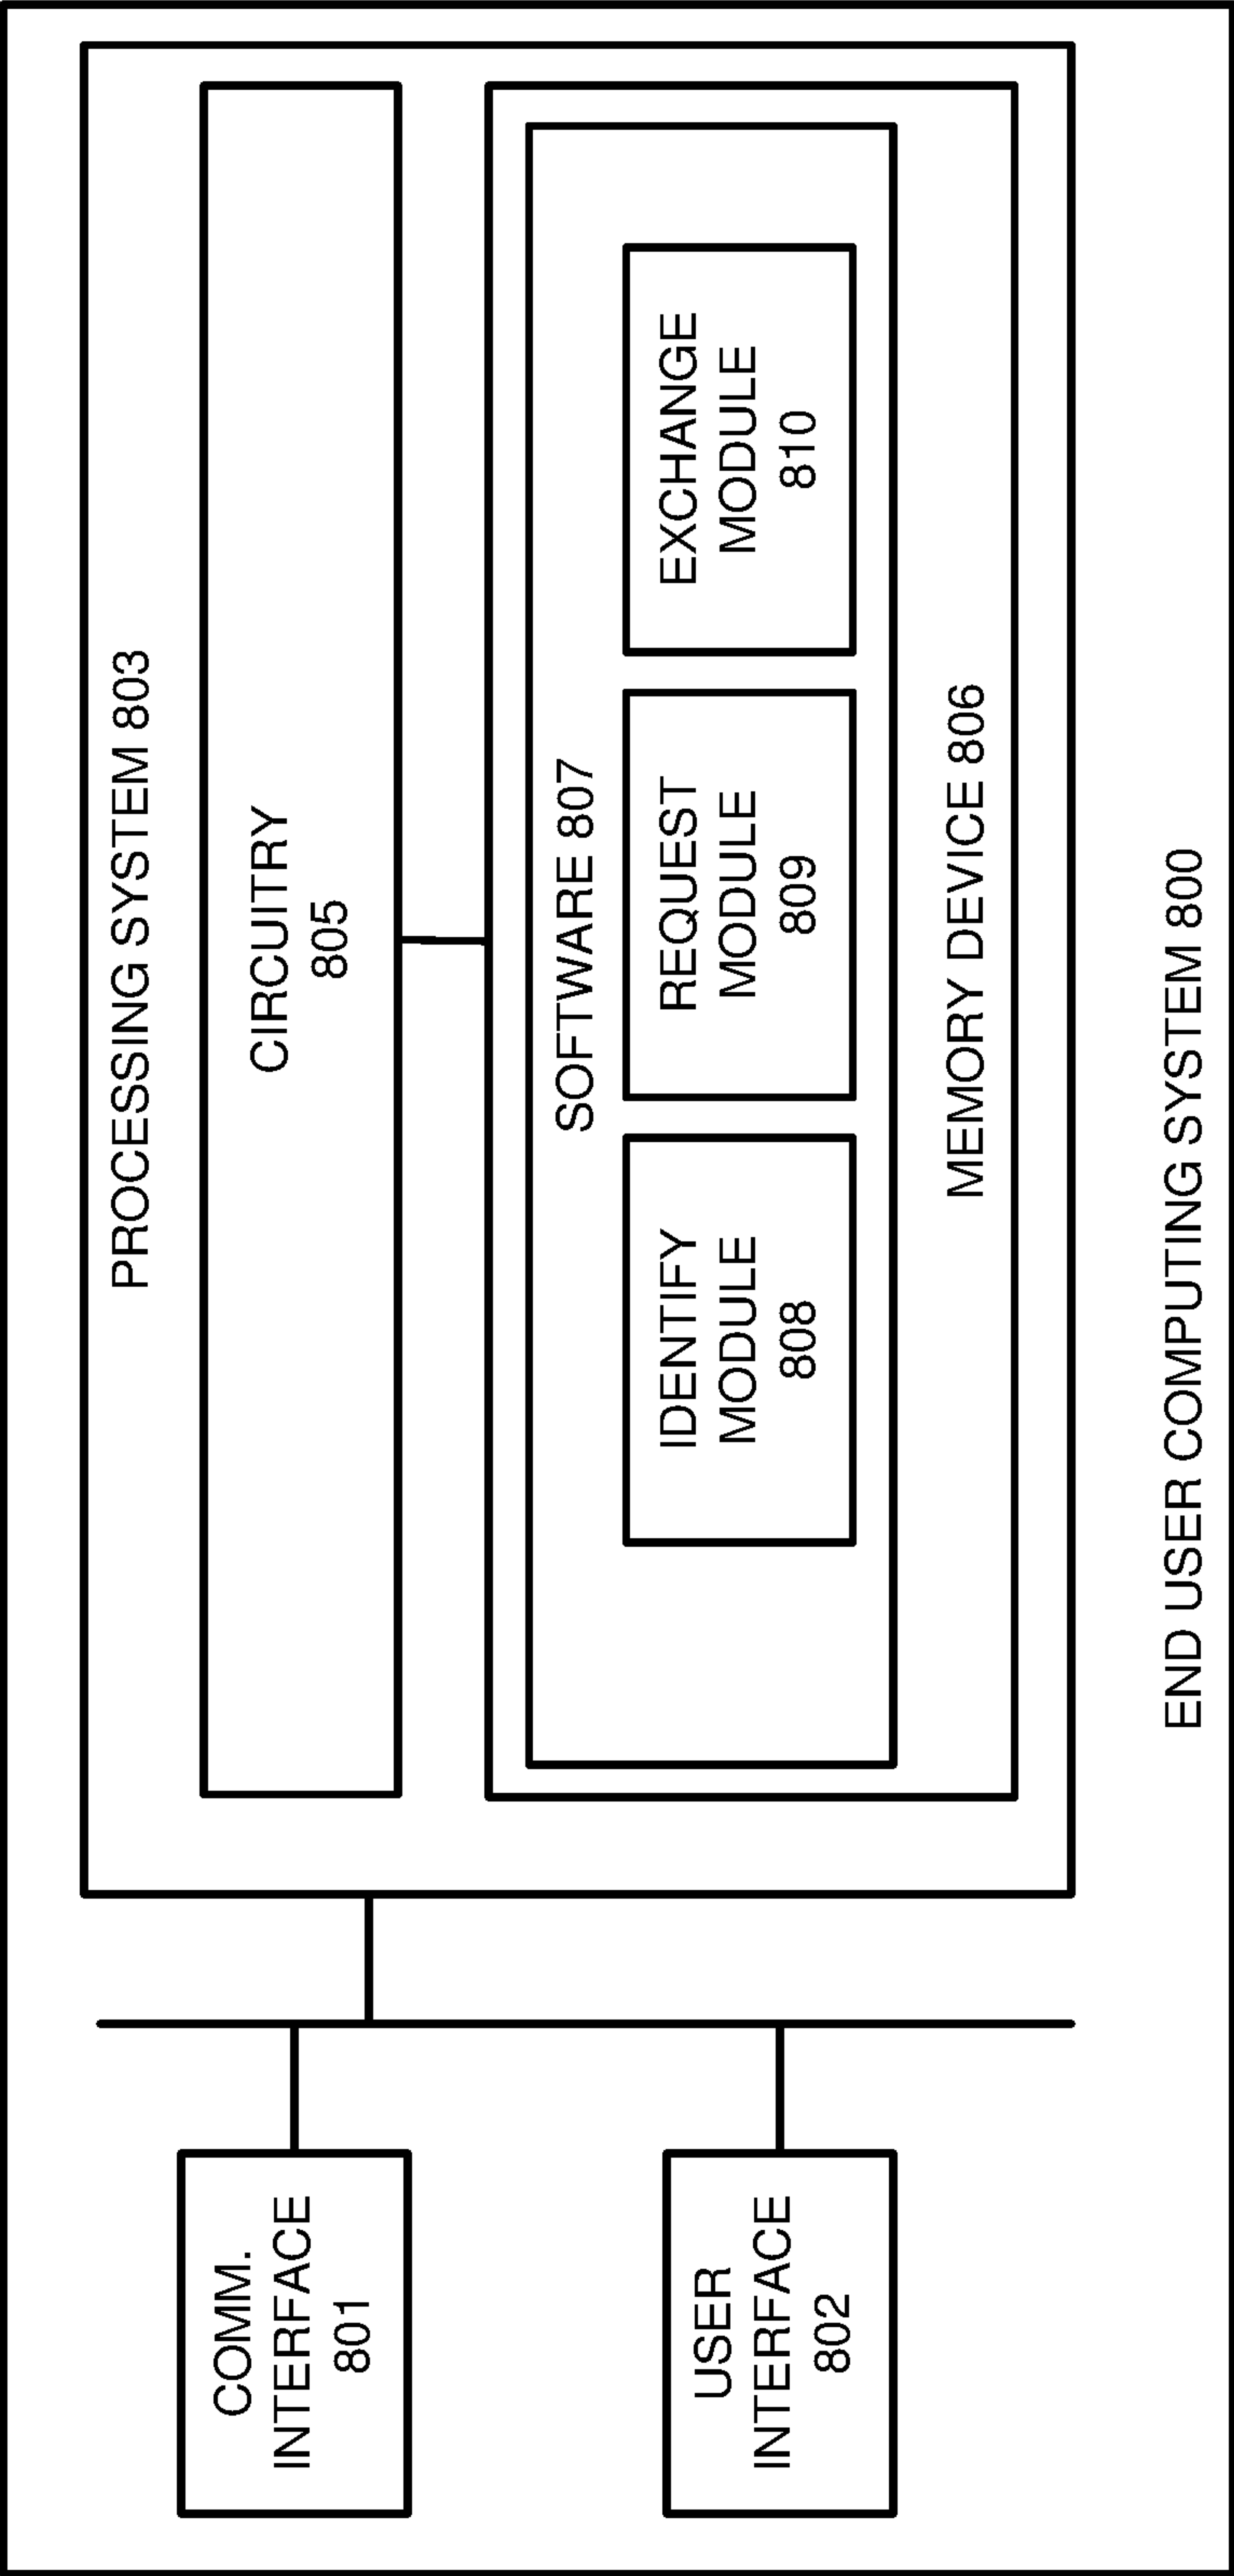 PROCESSING SYSTEM 803
CIRCUITRY
805
COMM.
INTERFACE
801
SOFTWARE 807
IDENTIFY
MODULE
808
REQUEST
MODULE
809
EXCHANGE
MODULE
810
USER
INTERFACE
802
MEMORY DEVICE 806
END USER COMPUTING SYSTEM 800